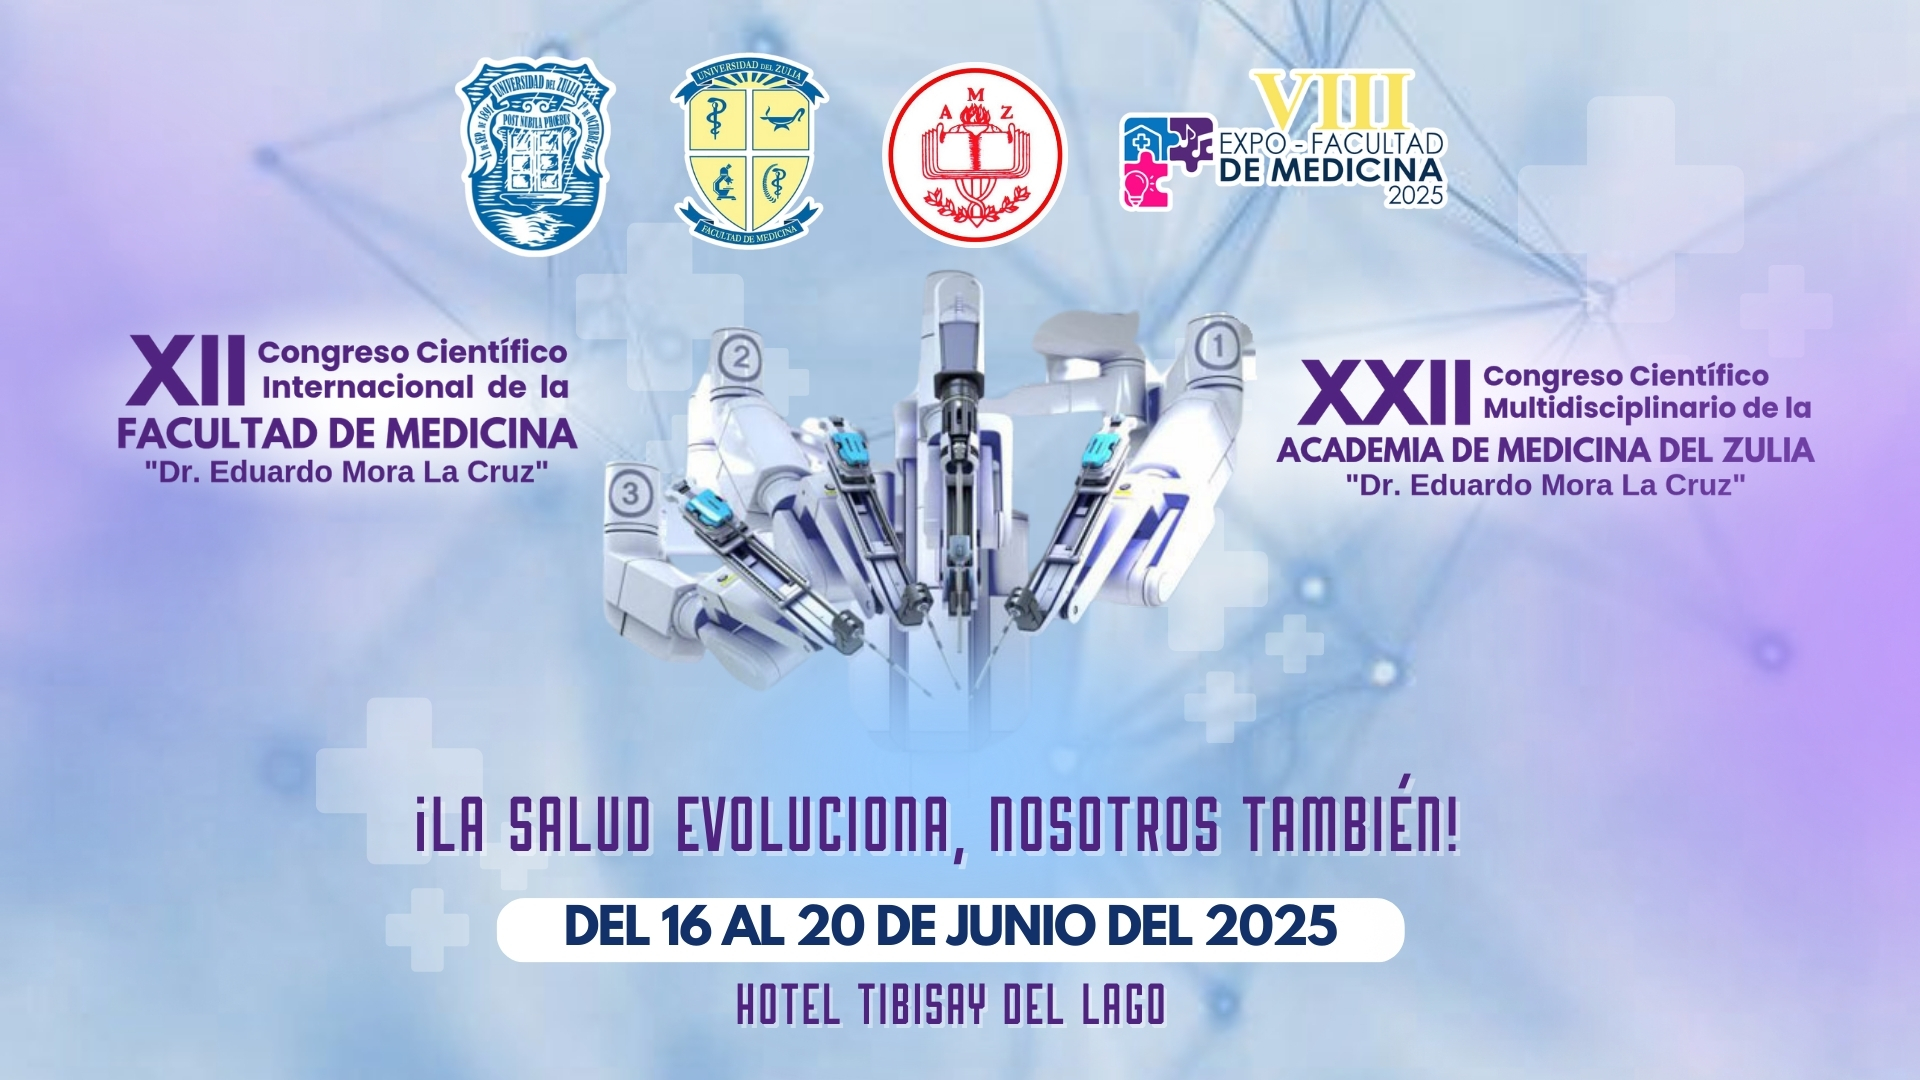 UNIVERSIDAD DEL ZULIA
POST NUBILA PHOEBUS
UNIVERSIDAD DEL ZULIA
FACULTAD DE MEDICINA
A M Z
VIII
EXPO - FACULTAD
DE MEDICINA
2025
XII Congreso Científico
Internacional de la
FACULTAD DE MEDICINA
"Dr. Eduardo Mora La Cruz"
XXII Congreso Científico
Multidisciplinario de la
ACADEMIA DE MEDICINA DEL ZULIA
"Dr. Eduardo Mora La Cruz"
2
1
3
¡LA SALUD EVOLUCIONA, NOSOTROS TAMBIÉN!
DEL 16 AL 20 DE JUNIO DEL 2025
HOTEL TIBISAY DEL LAGO